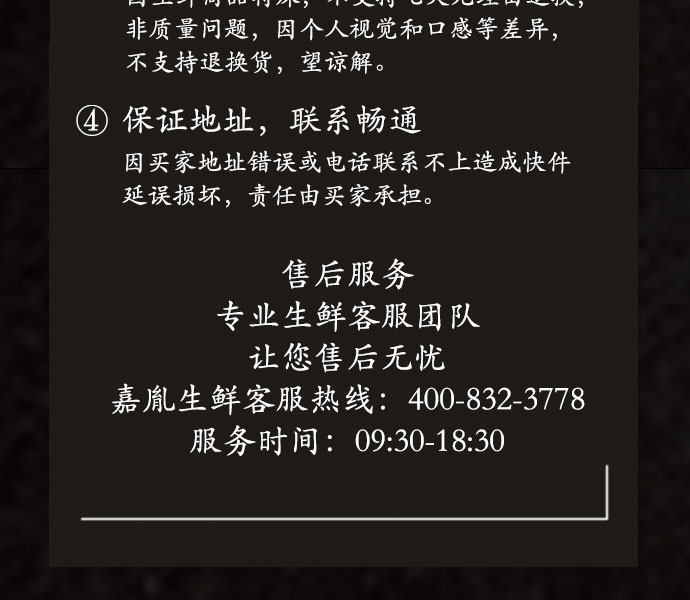 非质量问题，因个人视觉和口感等差异，
不支持退换货，望谅解。
④ 保证地址，联系畅通
因买家地址错误或电话联系不上造成快件
延误损坏，责任由买家承担。
售后服务
专业生鲜客服团队
让您售后无忧
嘉胤生鲜客服热线：400-832-3778
服务时间：09:30-18:30